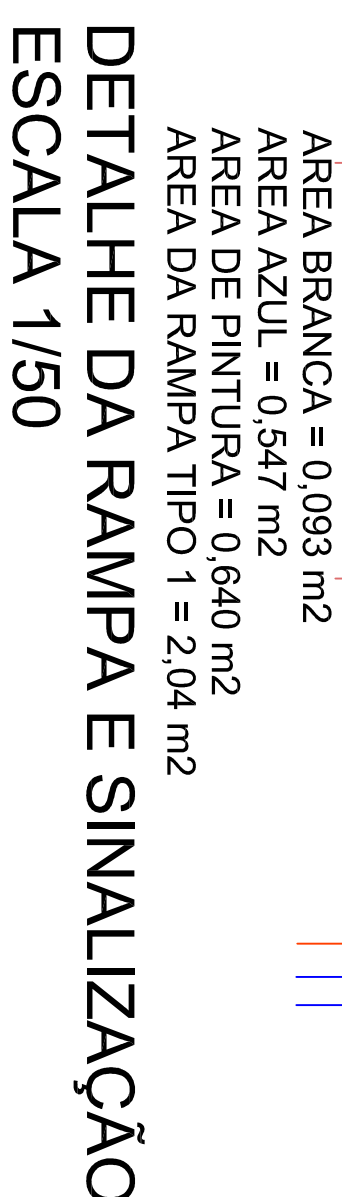 AREA BRANCA = 0,093 m2
AREA AZUL = 0,547 m2
AREA DE PINTURA = 0,640 m2
AREA DA RAMPA TIPO 1 = 2,04 m2
DETALHE DA RAMPA E SINALIZAÇÃO
ESCALA 1/50